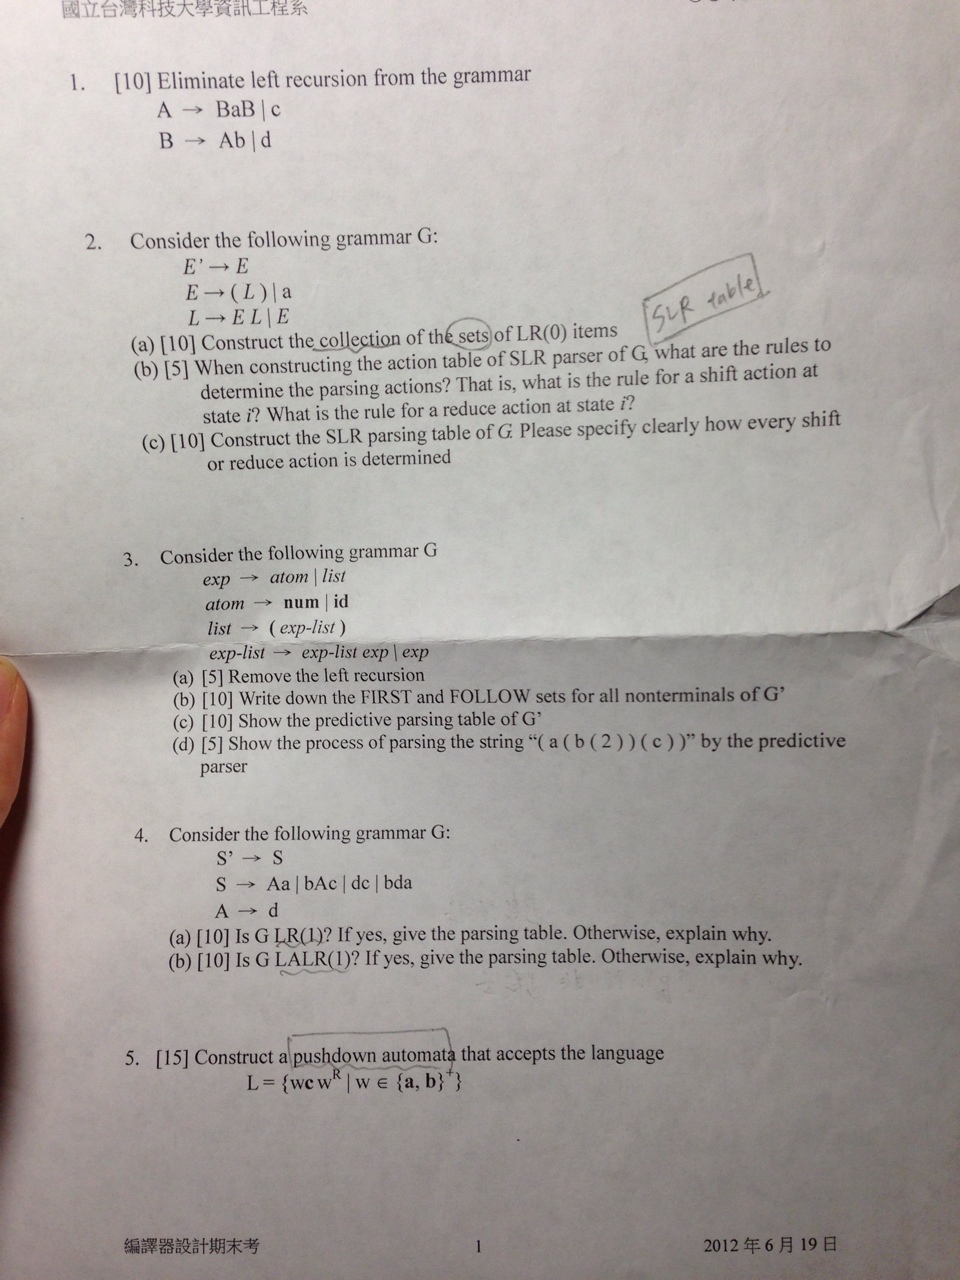 國立台灣科技大學資訊工程系
1. [10] Eliminate left recursion from the grammar
A → BaB | c
B → Ab | d
2. Consider the following grammar G:
E' → E
E → ( L ) | a
L → E L | E
SLR table
(a) [10] Construct the collection of the sets of LR(0) items
(b) [5] When constructing the action table of SLR parser of G, what are the rules to
determine the parsing actions? That is, what is the rule for a shift action at
state i? What is the rule for a reduce action at state i?
(c) [10] Construct the SLR parsing table of G. Please specify clearly how every shift
or reduce action is determined
3. Consider the following grammar G
exp → atom | list
atom → num | id
list → ( exp-list )
exp-list → exp-list exp | exp
(a) [5] Remove the left recursion
(b) [10] Write down the FIRST and FOLLOW sets for all nonterminals of G’
(c) [10] Show the predictive parsing table of G’
(d) [5] Show the process of parsing the string “( a ( b ( 2 ) ) ( c ) )” by the predictive
parser
4. Consider the following grammar G:
S’ → S
S → Aa | bAc | dc | bda
A → d
(a) [10] Is G LR(1)? If yes, give the parsing table. Otherwise, explain why.
(b) [10] Is G LALR(1)? If yes, give the parsing table. Otherwise, explain why.
5. [15] Construct a pushdown automata that accepts the language
L = {wcwᴿ | w ∈ {a, b}⁺}
編譯器設計期末考 1 2012 年 6 月 19 日